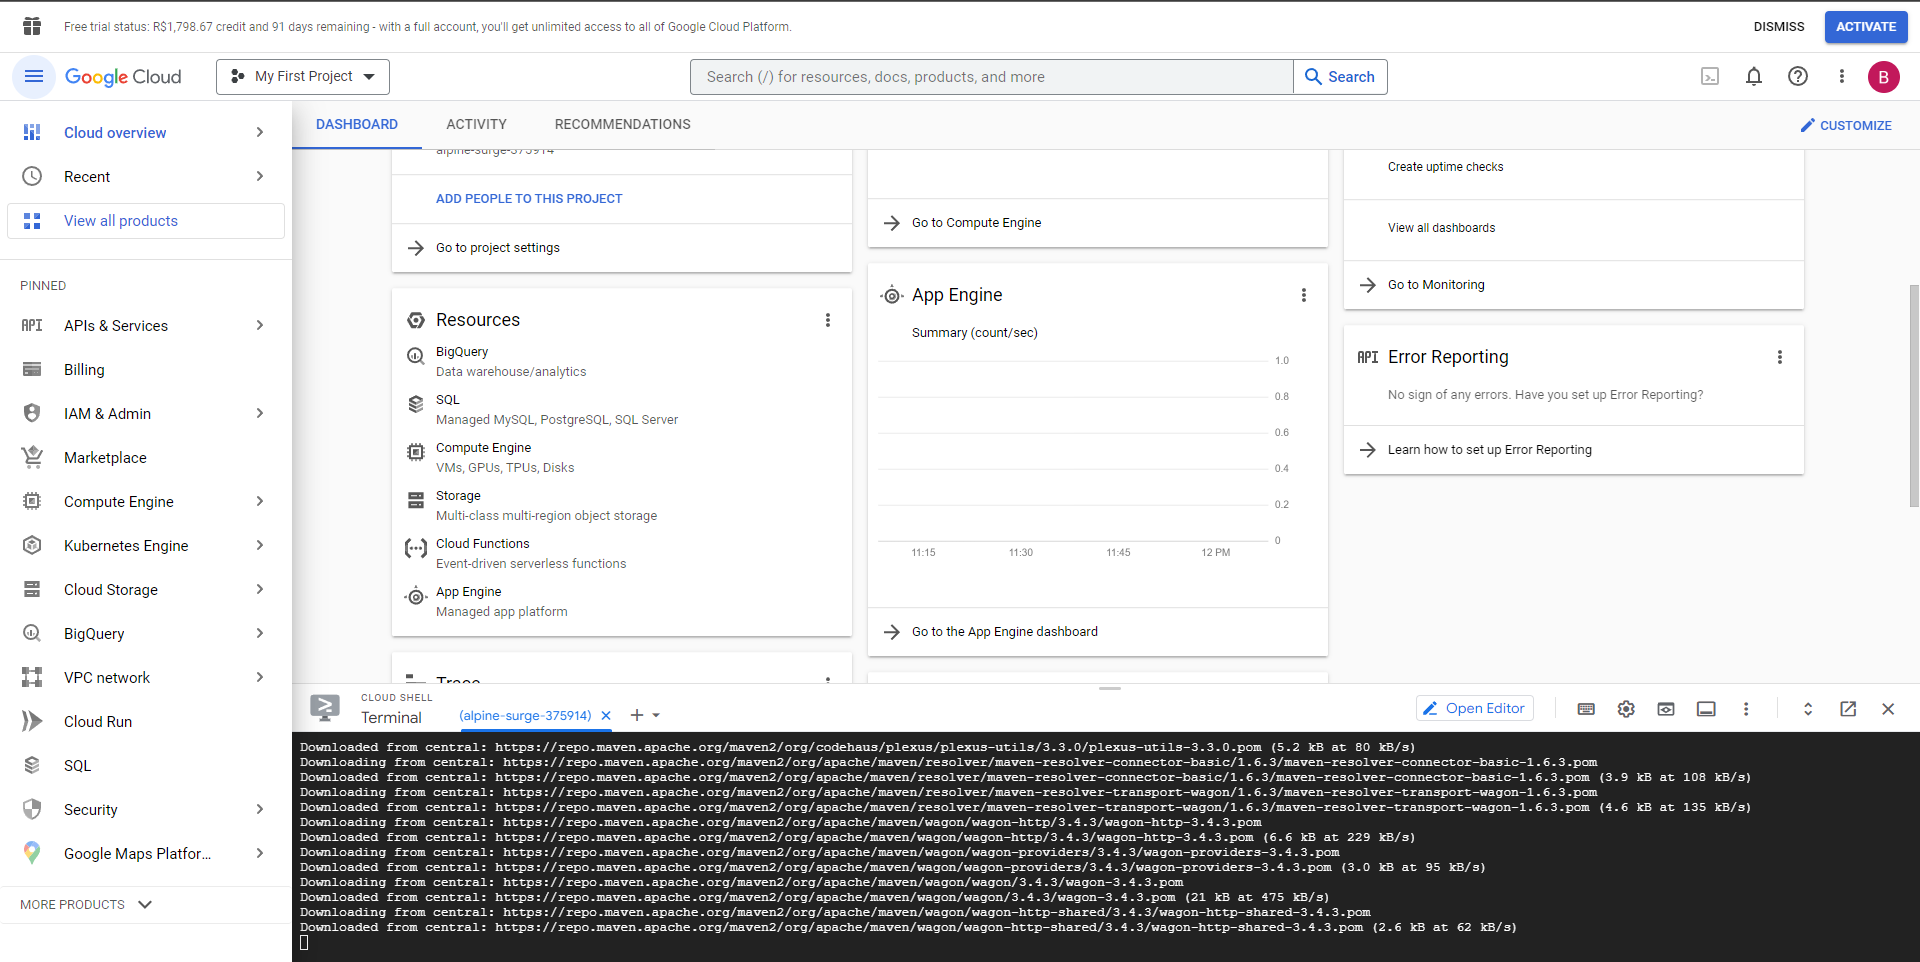 Free trial status: R$1,798.67 credit and 91 days remaining - with a full account, you'll get unlimited access to all of Google Cloud Platform.
DISMISS
ACTIVATE
Google Cloud
My First Project
Search (/) for resources, docs, products, and more
Search
B
Cloud overview
Recent
View all products
PINNED
API APIs & Services
Billing
IAM & Admin
Marketplace
Compute Engine
Kubernetes Engine
Cloud Storage
BigQuery
VPC network
Cloud Run
SQL
Security
Google Maps Platfor...
MORE PRODUCTS
DASHBOARD
ACTIVITY
RECOMMENDATIONS
CUSTOMIZE
alpine-surge-375914
ADD PEOPLE TO THIS PROJECT
Go to project settings
Resources
BigQuery
Data warehouse/analytics
SQL
Managed MySQL, PostgreSQL, SQL Server
Compute Engine
VMs, GPUs, TPUs, Disks
Storage
Multi-class multi-region object storage
Cloud Functions
Event-driven serverless functions
App Engine
Managed app platform
Trace
Go to Compute Engine
App Engine
Summary (count/sec)
1.0
0.8
0.6
0.4
0.2
0
11:15 11:30 11:45 12 PM
Go to the App Engine dashboard
Create uptime checks
View all dashboards
Go to Monitoring
API Error Reporting
No sign of any errors. Have you set up Error Reporting?
Learn how to set up Error Reporting
CLOUD SHELL
Terminal
(alpine-surge-375914)
Open Editor
Downloaded from central: https://repo.maven.apache.org/maven2/org/codehaus/plexus/plexus-utils/3.3.0/plexus-utils-3.3.0.pom (5.2 kB at 80 kB/s)
Downloading from central: https://repo.maven.apache.org/maven2/org/apache/maven/resolver/maven-resolver-connector-basic/1.6.3/maven-resolver-connector-basic-1.6.3.pom
Downloaded from central: https://repo.maven.apache.org/maven2/org/apache/maven/resolver/maven-resolver-connector-basic/1.6.3/maven-resolver-connector-basic-1.6.3.pom (3.9 kB at 108 kB/s)
Downloading from central: https://repo.maven.apache.org/maven2/org/apache/maven/resolver/maven-resolver-transport-wagon/1.6.3/maven-resolver-transport-wagon-1.6.3.pom
Downloaded from central: https://repo.maven.apache.org/maven2/org/apache/maven/resolver/maven-resolver-transport-wagon/1.6.3/maven-resolver-transport-wagon-1.6.3.pom (4.6 kB at 135 kB/s)
Downloading from central: https://repo.maven.apache.org/maven2/org/apache/maven/wagon/wagon-http/3.4.3/wagon-http-3.4.3.pom
Downloaded from central: https://repo.maven.apache.org/maven2/org/apache/maven/wagon/wagon-http/3.4.3/wagon-http-3.4.3.pom (6.6 kB at 229 kB/s)
Downloading from central: https://repo.maven.apache.org/maven2/org/apache/maven/wagon/wagon-providers/3.4.3/wagon-providers-3.4.3.pom
Downloaded from central: https://repo.maven.apache.org/maven2/org/apache/maven/wagon/wagon-providers/3.4.3/wagon-providers-3.4.3.pom (3.0 kB at 95 kB/s)
Downloading from central: https://repo.maven.apache.org/maven2/org/apache/maven/wagon/wagon/3.4.3/wagon-3.4.3.pom
Downloaded from central: https://repo.maven.apache.org/maven2/org/apache/maven/wagon/wagon/3.4.3/wagon-3.4.3.pom (21 kB at 475 kB/s)
Downloading from central: https://repo.maven.apache.org/maven2/org/apache/maven/wagon/wagon-http-shared/3.4.3/wagon-http-shared-3.4.3.pom
Downloaded from central: https://repo.maven.apache.org/maven2/org/apache/maven/wagon/wagon-http-shared/3.4.3/wagon-http-shared-3.4.3.pom (2.6 kB at 62 kB/s)